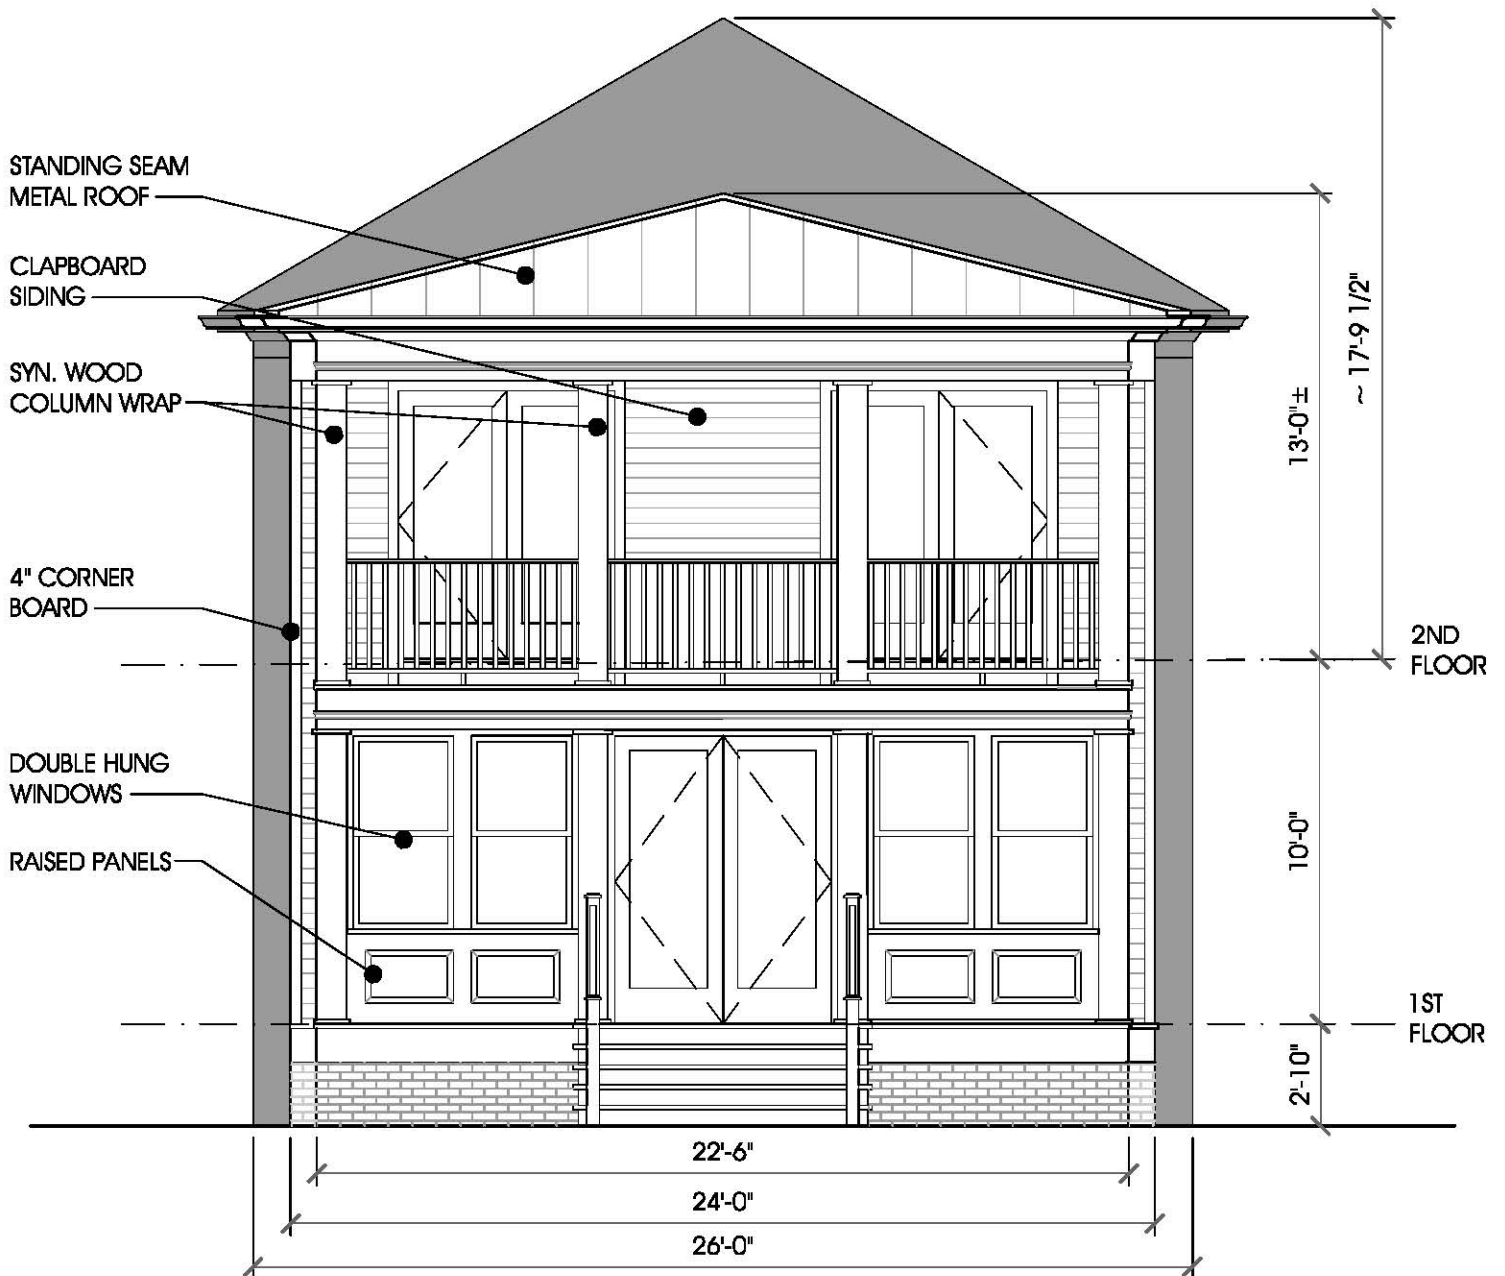 STANDING SEAM
METAL ROOF
CLAPBOARD
SIDING
SYN. WOOD
COLUMN WRAP
4" CORNER
BOARD
DOUBLE HUNG
WINDOWS
RAISED PANELS
~ 17'-9 1/2"
13'-0"±
2ND
FLOOR
10'-0"
1ST
FLOOR
2'-10"
22'-6"
24'-0"
26'-0"